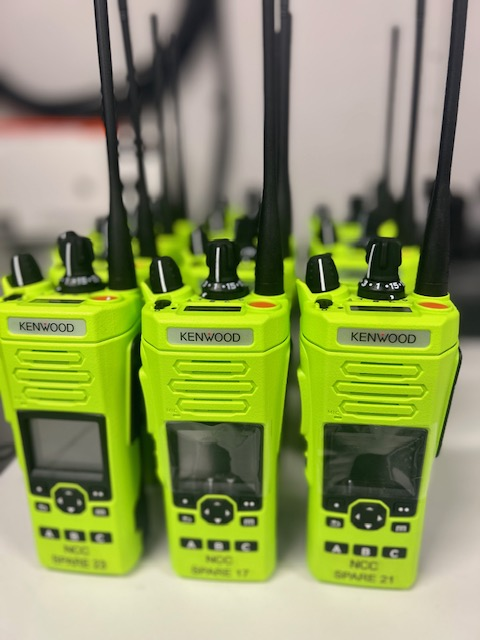 KENWOOD
KENWOOD
KENWOOD
A B C
NCC
SPARE 23
A B C
NCC
SPARE 17
A B C
NCC
SPARE 21